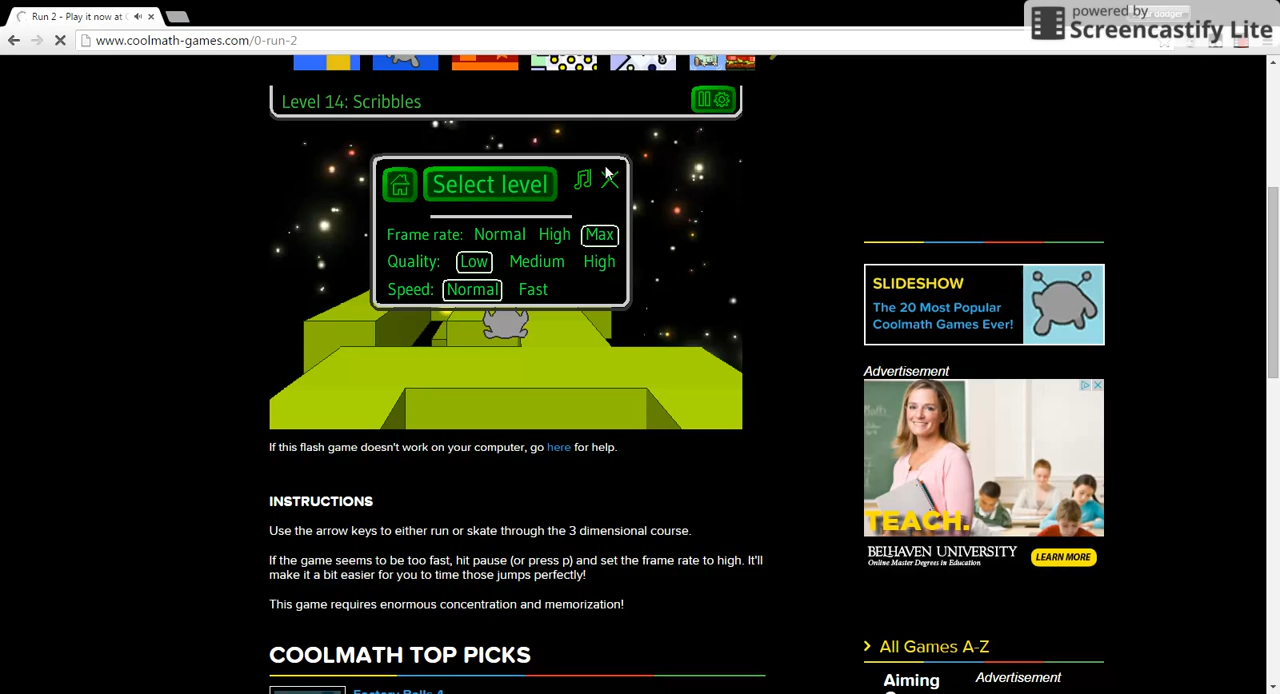 Run 2 - Play it now at C
powered by
Screencastify Lite
www.coolmath-games.com/0-run-2
Level 14: Scribbles
Select level
Frame rate: Normal High Max
Quality: Low Medium High
Speed: Normal Fast
SLIDESHOW
The 20 Most Popular
Coolmath Games Ever!
Advertisement
TEACH.
BELHAVEN UNIVERSITY
Online Master Degrees in Education
LEARN MORE
If this flash game doesn't work on your computer, go here for help.
INSTRUCTIONS
Use the arrow keys to either run or skate through the 3 dimensional course.
If the game seems to be too fast, hit pause (or press p) and set the frame rate to high. It'll
make it a bit easier for you to time those jumps perfectly!
This game requires enormous concentration and memorization!
COOLMATH TOP PICKS
Factory Balls 4
> All Games A-Z
Aiming
Advertisement